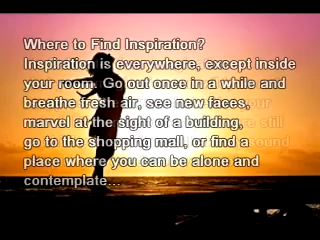 Where to Find Inspiration?
Inspiration is everywhere, except inside
your room. Go out once in a while and
breathe fresh air, see new faces,
marvel at the sight of a building,
go to the shopping mall, or find a
place where you can be alone and
contemplate...